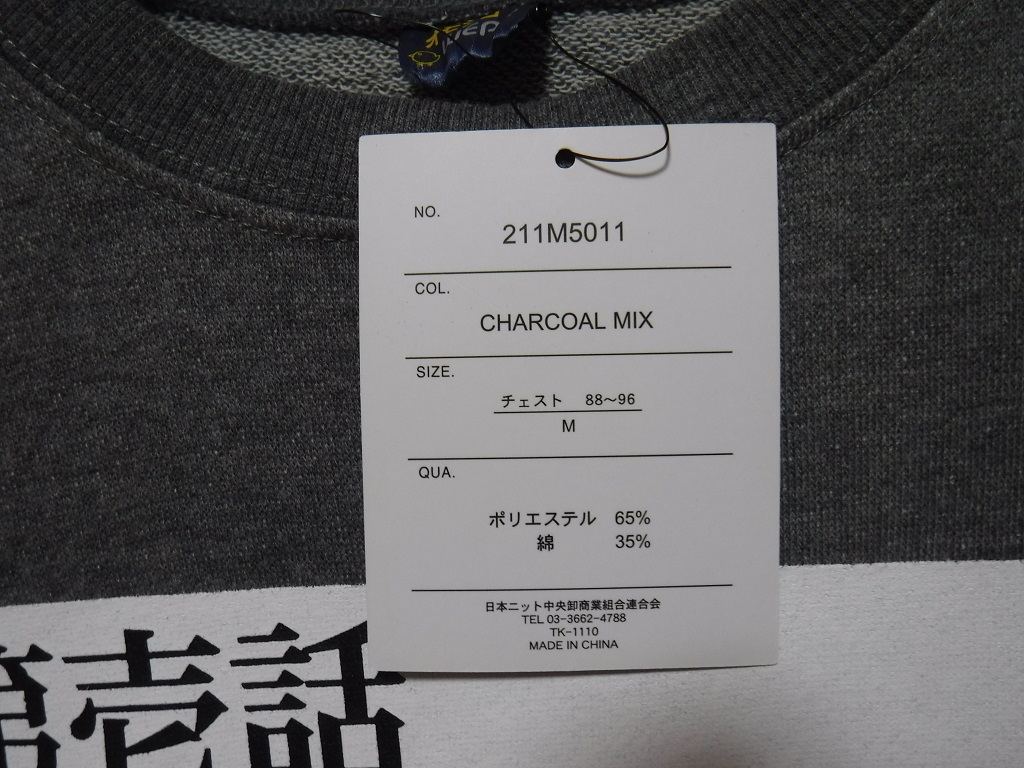 NO.
211M5011
COL.
CHARCOAL MIX
SIZE.
チェスト 88～96
M
QUA.
ポリエステル 65%
綿 35%
日本ニット中央卸商業組合連合会
TEL 03-3662-4788
TK-1110
MADE IN CHINA
第壱話